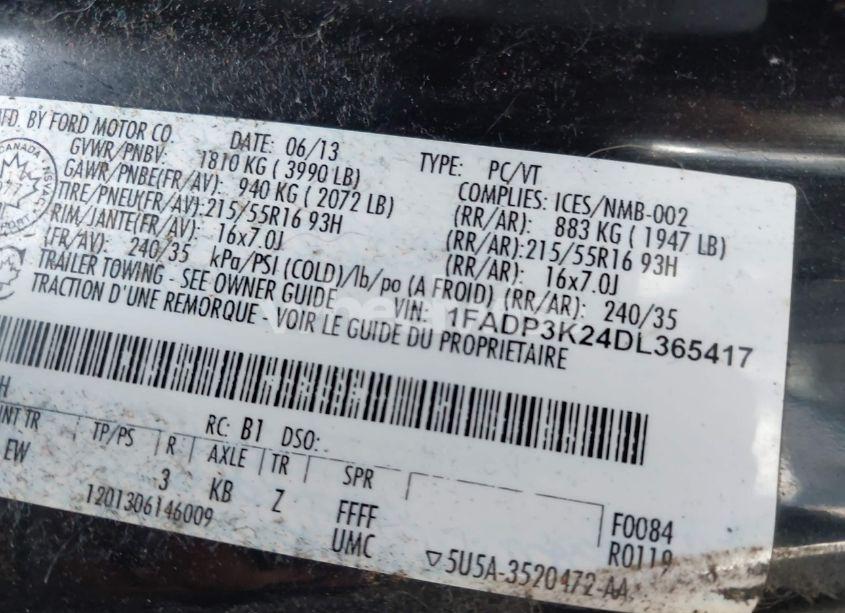 MFD. BY FORD MOTOR CO DATE: 06/13 TYPE: PC/VT
GVWR/PNBV: 1810 KG ( 3990 LB) COMPLIES: ICES/NMB-002
GAWR/PNBE(FR/AV): 940 KG ( 2072 LB) (RR/AR): 883 KG ( 1947 LB)
TIRE/PNEU(FR/AV): 215/55R16 93H (RR/AR): 215/55R16 93H
RIM/JANTE(FR/AV): 16x7.0J (RR/AR): 16x7.0J
(FR/AV): 240/35 kPa/PSI (COLD)/lb/po (A FROID) (RR/AR): 240/35
TRAILER TOWING - SEE OWNER GUIDE VIN: 1FADP3K24DL365417
TRACTION D'UNE REMORQUE - VOIR LE GUIDE DU PROPRIETAIRE
CANADA
NSVAC
H
RC: B1 DSO:
INT TR TP/PS R AXLE TR SPR
EW 3 KB Z FFFF F0084
1201306146009 UMC R0119
5U5A-3520472-AA